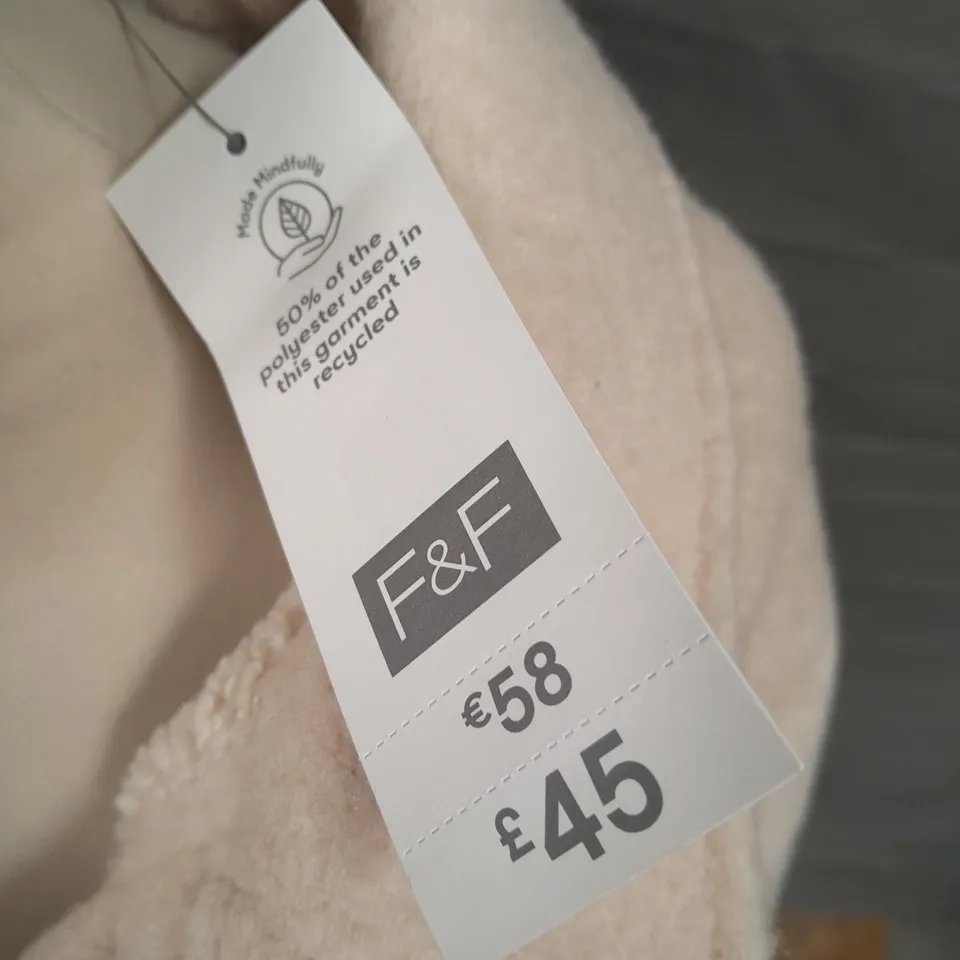 Made Mindfully
50% of the
polyester used in
this garment is
recycled
F&F
€58
£45